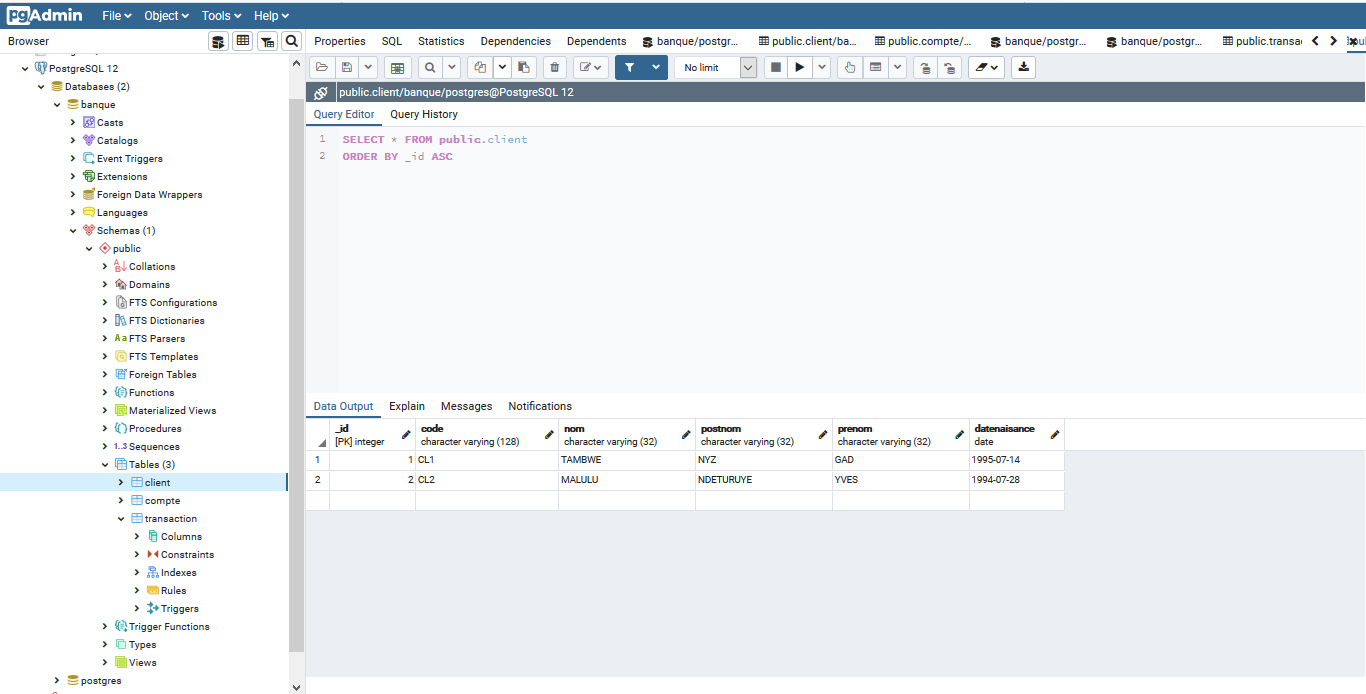 pgAdmin File Object Tools Help
Browser
Properties SQL Statistics Dependencies Dependents banque/postgr... public.client/ba... public.compte/... banque/postgr... banque/postgr... public.transac
PostgreSQL 12
Databases (2)
banque
Casts
Catalogs
Event Triggers
Extensions
Foreign Data Wrappers
Languages
Schemas (1)
public
Collations
Domains
FTS Configurations
FTS Dictionaries
Aa FTS Parsers
FTS Templates
Foreign Tables
Functions
Materialized Views
Procedures
1..3 Sequences
Tables (3)
client
compte
transaction
Columns
Constraints
Indexes
Rules
Triggers
Trigger Functions
Types
Views
postgres
No limit
public.client/banque/postgres@PostgreSQL 12
Query Editor Query History
1 SELECT * FROM public.client
2 ORDER BY _id ASC
Data Output Explain Messages Notifications
_id code nom postnom prenom datenaisance
[PK] integer character varying (128) character varying (32) character varying (32) character varying (32) date
1 1 CL1 TAMBWE NYZ GAD 1995-07-14
2 2 CL2 MALULU NDETURUYE YVES 1994-07-28